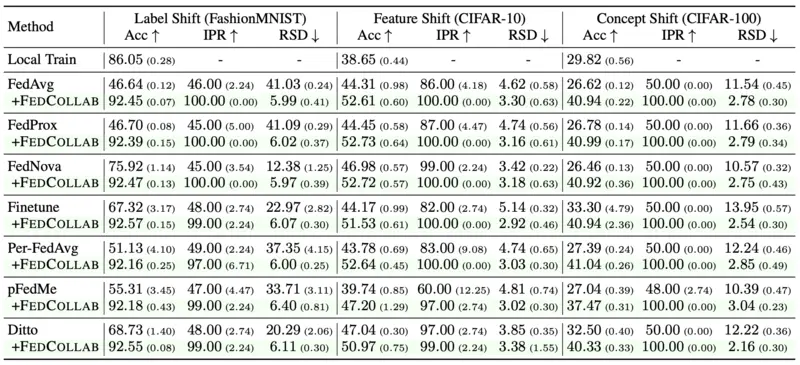 Method Label Shift (FashionMNIST) Feature Shift (CIFAR-10) Concept Shift (CIFAR-100)
Acc ↑ IPR ↑ RSD ↓ Acc ↑ IPR ↑ RSD ↓ Acc ↑ IPR ↑ RSD ↓
Local Train 86.05 (0.28) - - 38.65 (0.44) - - 29.82 (0.56) - -
FedAvg 46.64 (0.12) 46.00 (2.24) 41.03 (0.24) 44.31 (0.98) 86.00 (4.18) 4.62 (0.58) 26.62 (0.12) 50.00 (0.00) 11.54 (0.45)
+FEDCOLLAB 92.45 (0.07) 100.00 (0.00) 5.99 (0.41) 52.61 (0.60) 100.00 (0.00) 3.30 (0.63) 40.94 (0.22) 100.00 (0.00) 2.78 (0.30)
FedProx 46.70 (0.08) 45.00 (5.00) 41.09 (0.29) 44.45 (0.58) 87.00 (4.47) 4.74 (0.56) 26.78 (0.14) 50.00 (0.00) 11.66 (0.36)
+FEDCOLLAB 92.39 (0.15) 100.00 (0.00) 6.02 (0.37) 52.73 (0.64) 100.00 (0.00) 3.16 (0.61) 40.99 (0.17) 100.00 (0.00) 2.79 (0.34)
FedNova 75.92 (1.14) 45.00 (3.54) 12.38 (1.25) 46.98 (0.57) 99.00 (2.24) 3.42 (0.22) 26.46 (0.13) 50.00 (0.00) 10.57 (0.32)
+FEDCOLLAB 92.47 (0.13) 100.00 (0.00) 5.97 (0.39) 52.72 (0.57) 100.00 (0.00) 3.18 (0.63) 40.92 (0.36) 100.00 (0.00) 2.75 (0.43)
Finetune 67.32 (3.17) 48.00 (2.74) 22.97 (2.82) 44.17 (0.99) 82.00 (2.74) 5.14 (0.32) 33.30 (4.79) 50.00 (0.00) 13.95 (0.57)
+FEDCOLLAB 92.57 (0.15) 99.00 (2.24) 6.07 (0.30) 51.53 (0.61) 100.00 (0.00) 2.92 (0.46) 40.94 (2.36) 100.00 (0.00) 2.54 (0.30)
Per-FedAvg 51.13 (4.10) 49.00 (2.24) 37.35 (4.15) 43.78 (0.69) 83.00 (9.08) 4.74 (0.65) 27.39 (0.24) 50.00 (0.00) 12.24 (0.46)
+FEDCOLLAB 92.16 (0.25) 97.00 (6.71) 6.00 (0.25) 52.64 (0.45) 100.00 (0.00) 3.03 (0.30) 41.04 (0.26) 100.00 (0.00) 2.85 (0.49)
pFedMe 55.31 (3.45) 47.00 (4.47) 33.71 (3.11) 39.74 (0.85) 60.00 (12.25) 4.81 (0.74) 27.04 (0.39) 48.00 (2.74) 10.39 (0.47)
+FEDCOLLAB 92.18 (0.43) 99.00 (2.24) 6.40 (0.81) 47.20 (1.29) 97.00 (2.74) 3.02 (0.30) 37.47 (0.31) 100.00 (0.00) 3.04 (0.23)
Ditto 68.73 (1.40) 48.00 (2.74) 20.29 (2.06) 47.04 (0.30) 97.00 (2.74) 3.85 (0.35) 32.50 (0.40) 50.00 (0.00) 12.22 (0.36)
+FEDCOLLAB 92.55 (0.08) 99.00 (2.24) 6.11 (0.30) 50.97 (0.75) 99.00 (2.24) 3.38 (1.55) 40.33 (0.33) 100.00 (0.00) 2.16 (0.30)